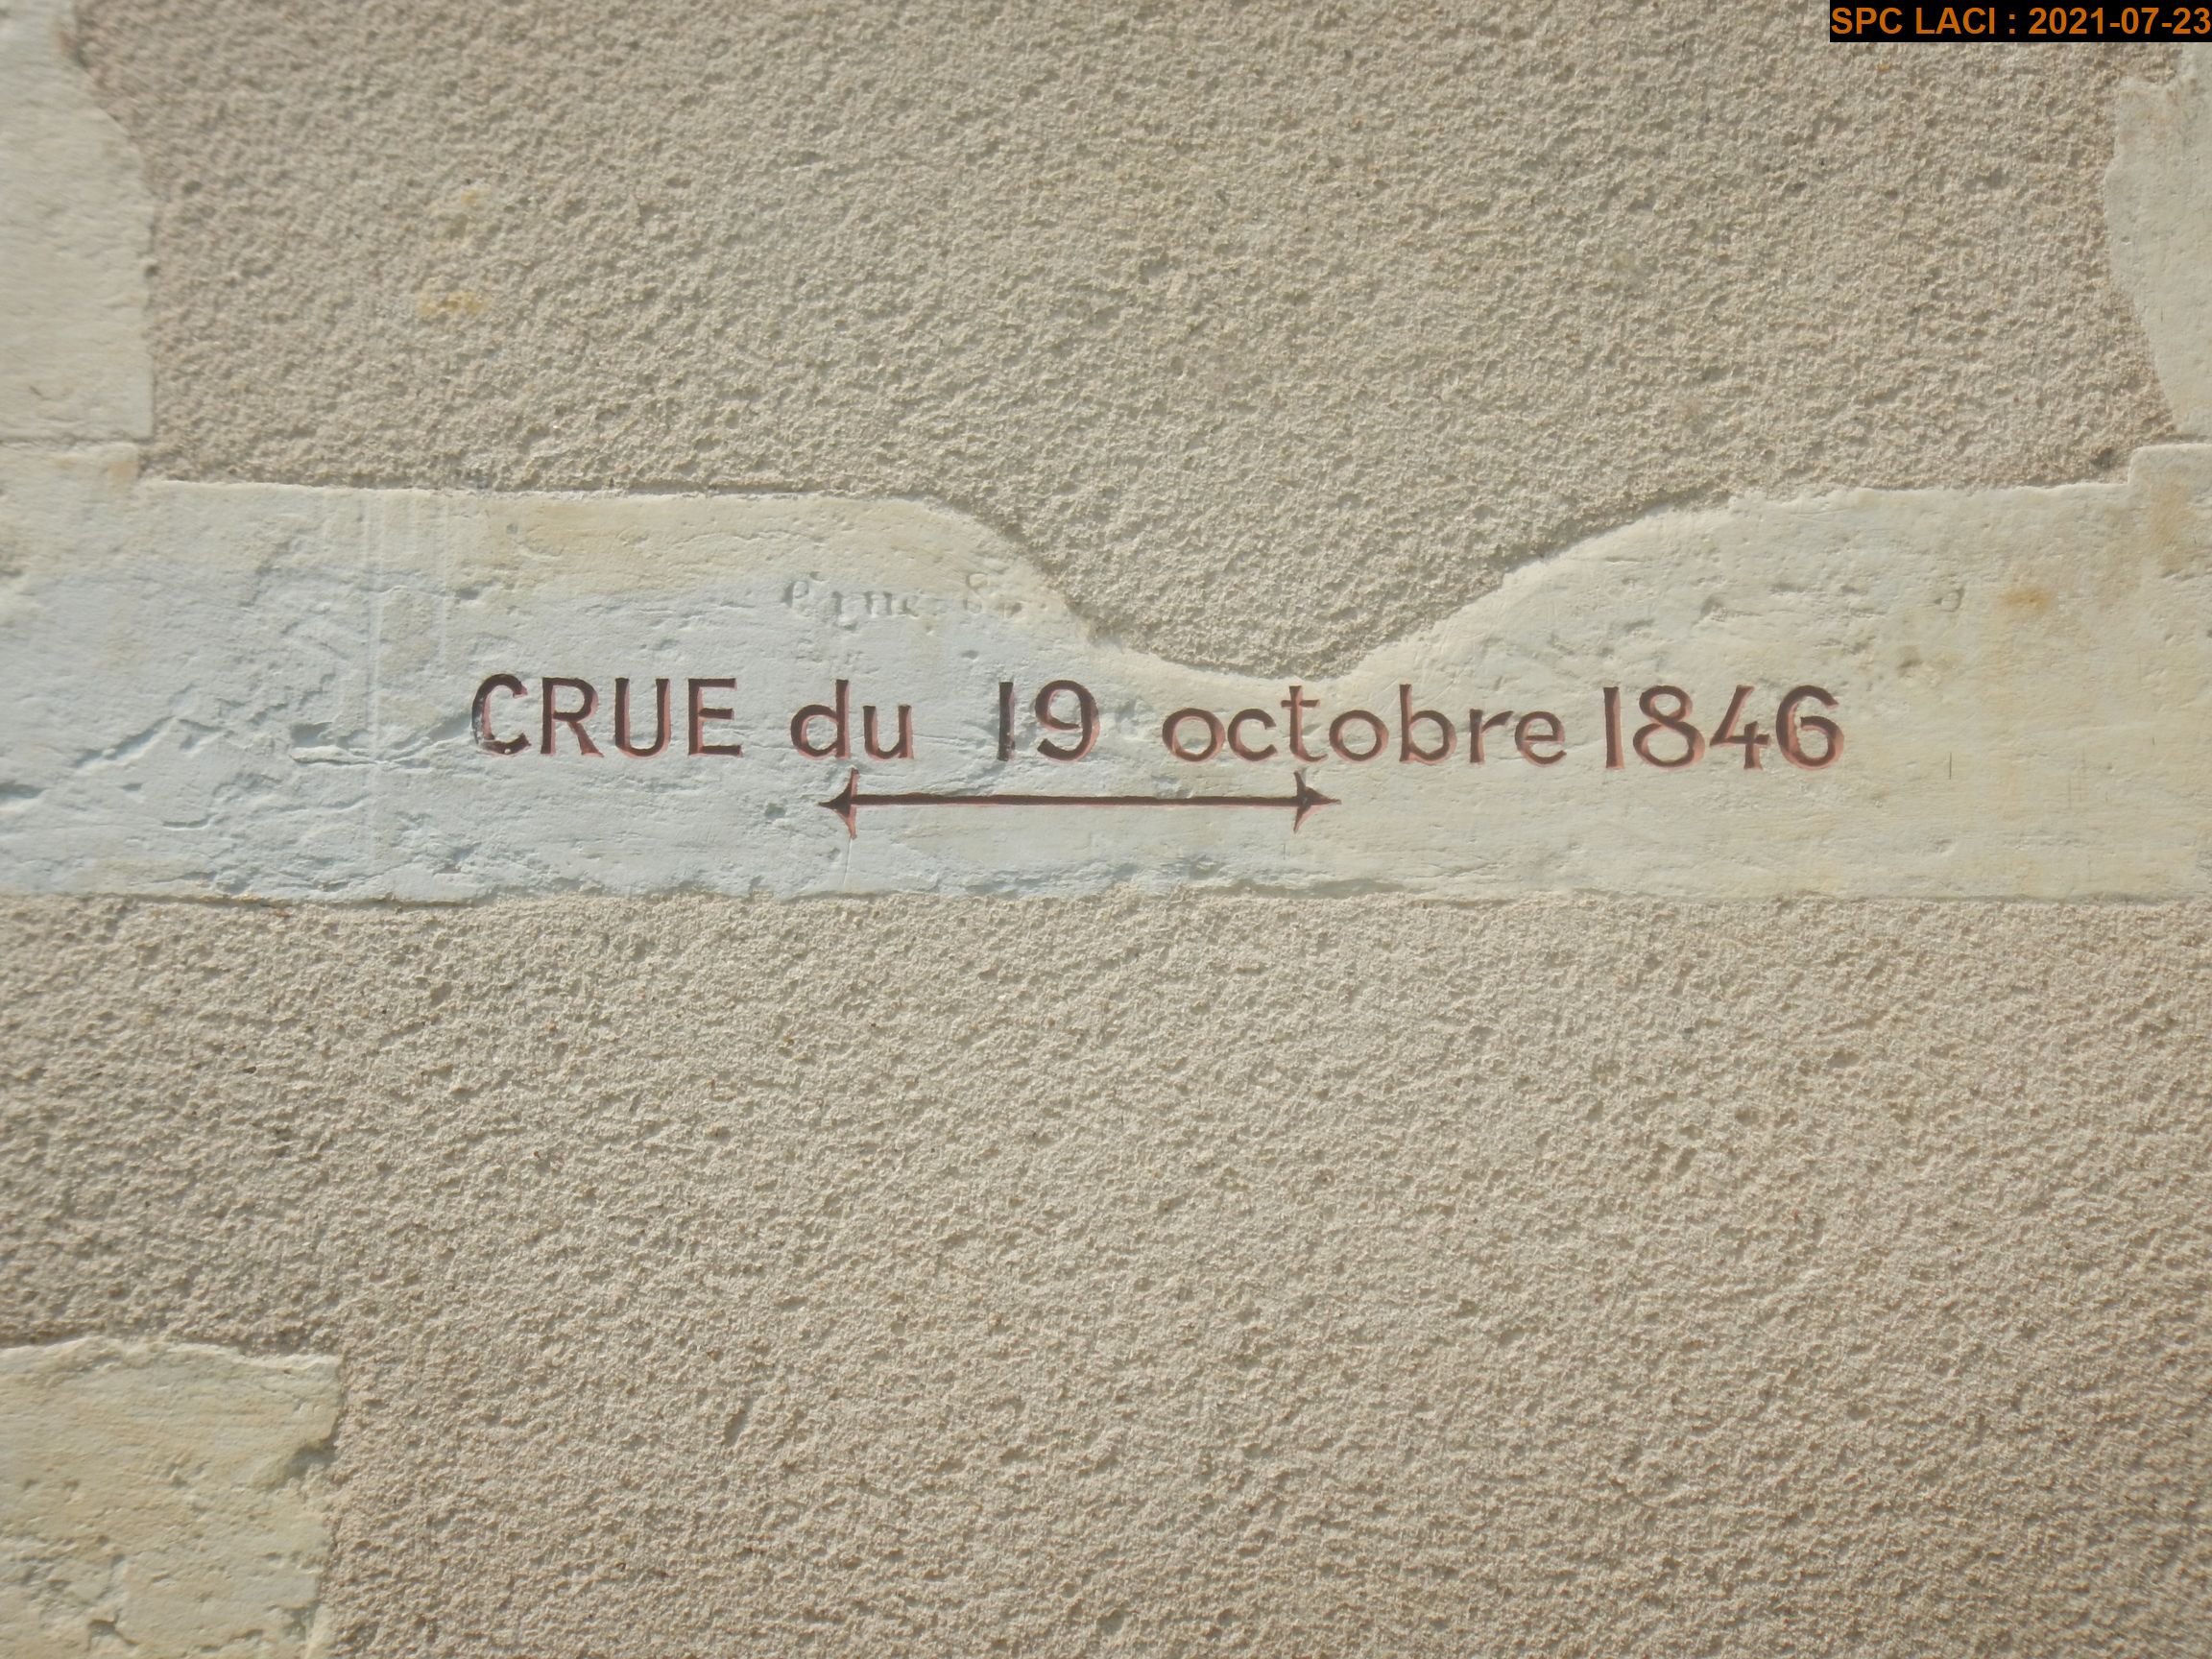 SPC LACI : 2021-07-23
CRUE du 19 octobre 1846